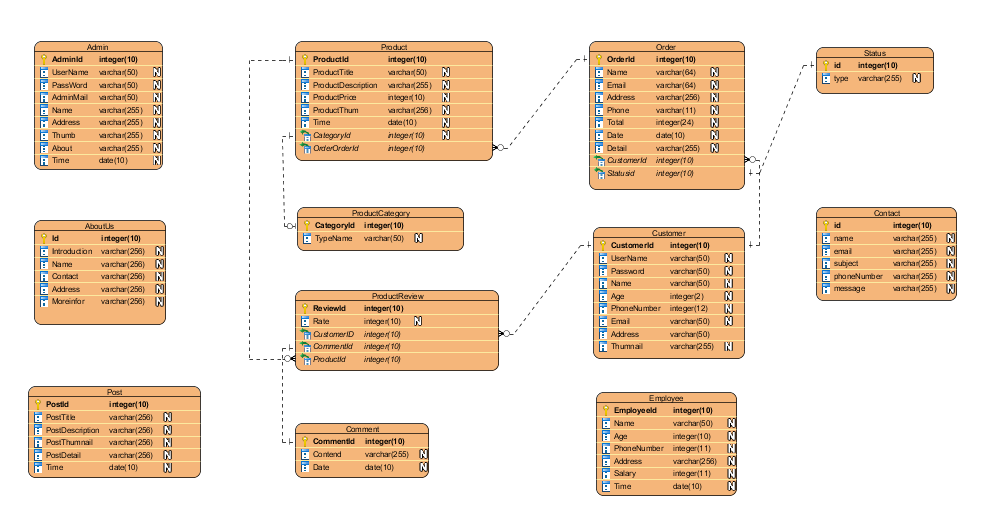 Admin
AdminId integer(10)
UserName varchar(50) N
PassWord varchar(50) N
AdminMail varchar(50) N
Name varchar(255) N
Address varchar(255) N
Thumb varchar(255) N
About varchar(255) N
Time date(10) N
Product
ProductId integer(10)
ProductTitle varchar(50) N
ProductDescription varchar(255) N
ProductPrice integer(10) N
ProductThum varchar(256) N
Time date(10) N
CategoryId integer(10) N
OrderOrderId integer(10)
Order
OrderId integer(10)
Name varchar(64) N
Email varchar(64) N
Address varchar(256) N
Phone varchar(11) N
Total integer(24) N
Date date(10) N
Detail varchar(255) N
CustomerId integer(10)
Statusid integer(10)
Status
id integer(10)
type varchar(255) N
AboutUs
Id integer(10)
Introduction varchar(256) N
Name varchar(256) N
Contact varchar(256) N
Address varchar(256) N
Moreinfor varchar(256) N
ProductCategory
CategoryId integer(10)
TypeName varchar(50) N
Customer
CustomerId integer(10)
UserName varchar(50) N
Password varchar(50) N
Name varchar(50) N
Age integer(2) N
PhoneNumber integer(12) N
Email varchar(50) N
Address varchar(50)
Thumnail varchar(255) N
Contact
id integer(10)
name varchar(255) N
email varchar(255) N
subject varchar(255) N
phoneNumber varchar(255) N
message varchar(255) N
ProductReview
ReviewId integer(10)
Rate integer(10) N
CustomerID integer(10)
CommentId integer(10)
ProductId integer(10)
Post
PostId integer(10)
PostTitle varchar(256) N
PostDescription varchar(256) N
PostThumnail varchar(256) N
PostDetail varchar(256) N
Time date(10) N
Comment
CommentId integer(10)
Contend varchar(255) N
Date date(10) N
Employee
EmployeeId integer(10)
Name varchar(50) N
Age integer(10) N
PhoneNumber integer(11) N
Address varchar(256) N
Salary integer(11) N
Time date(10) N